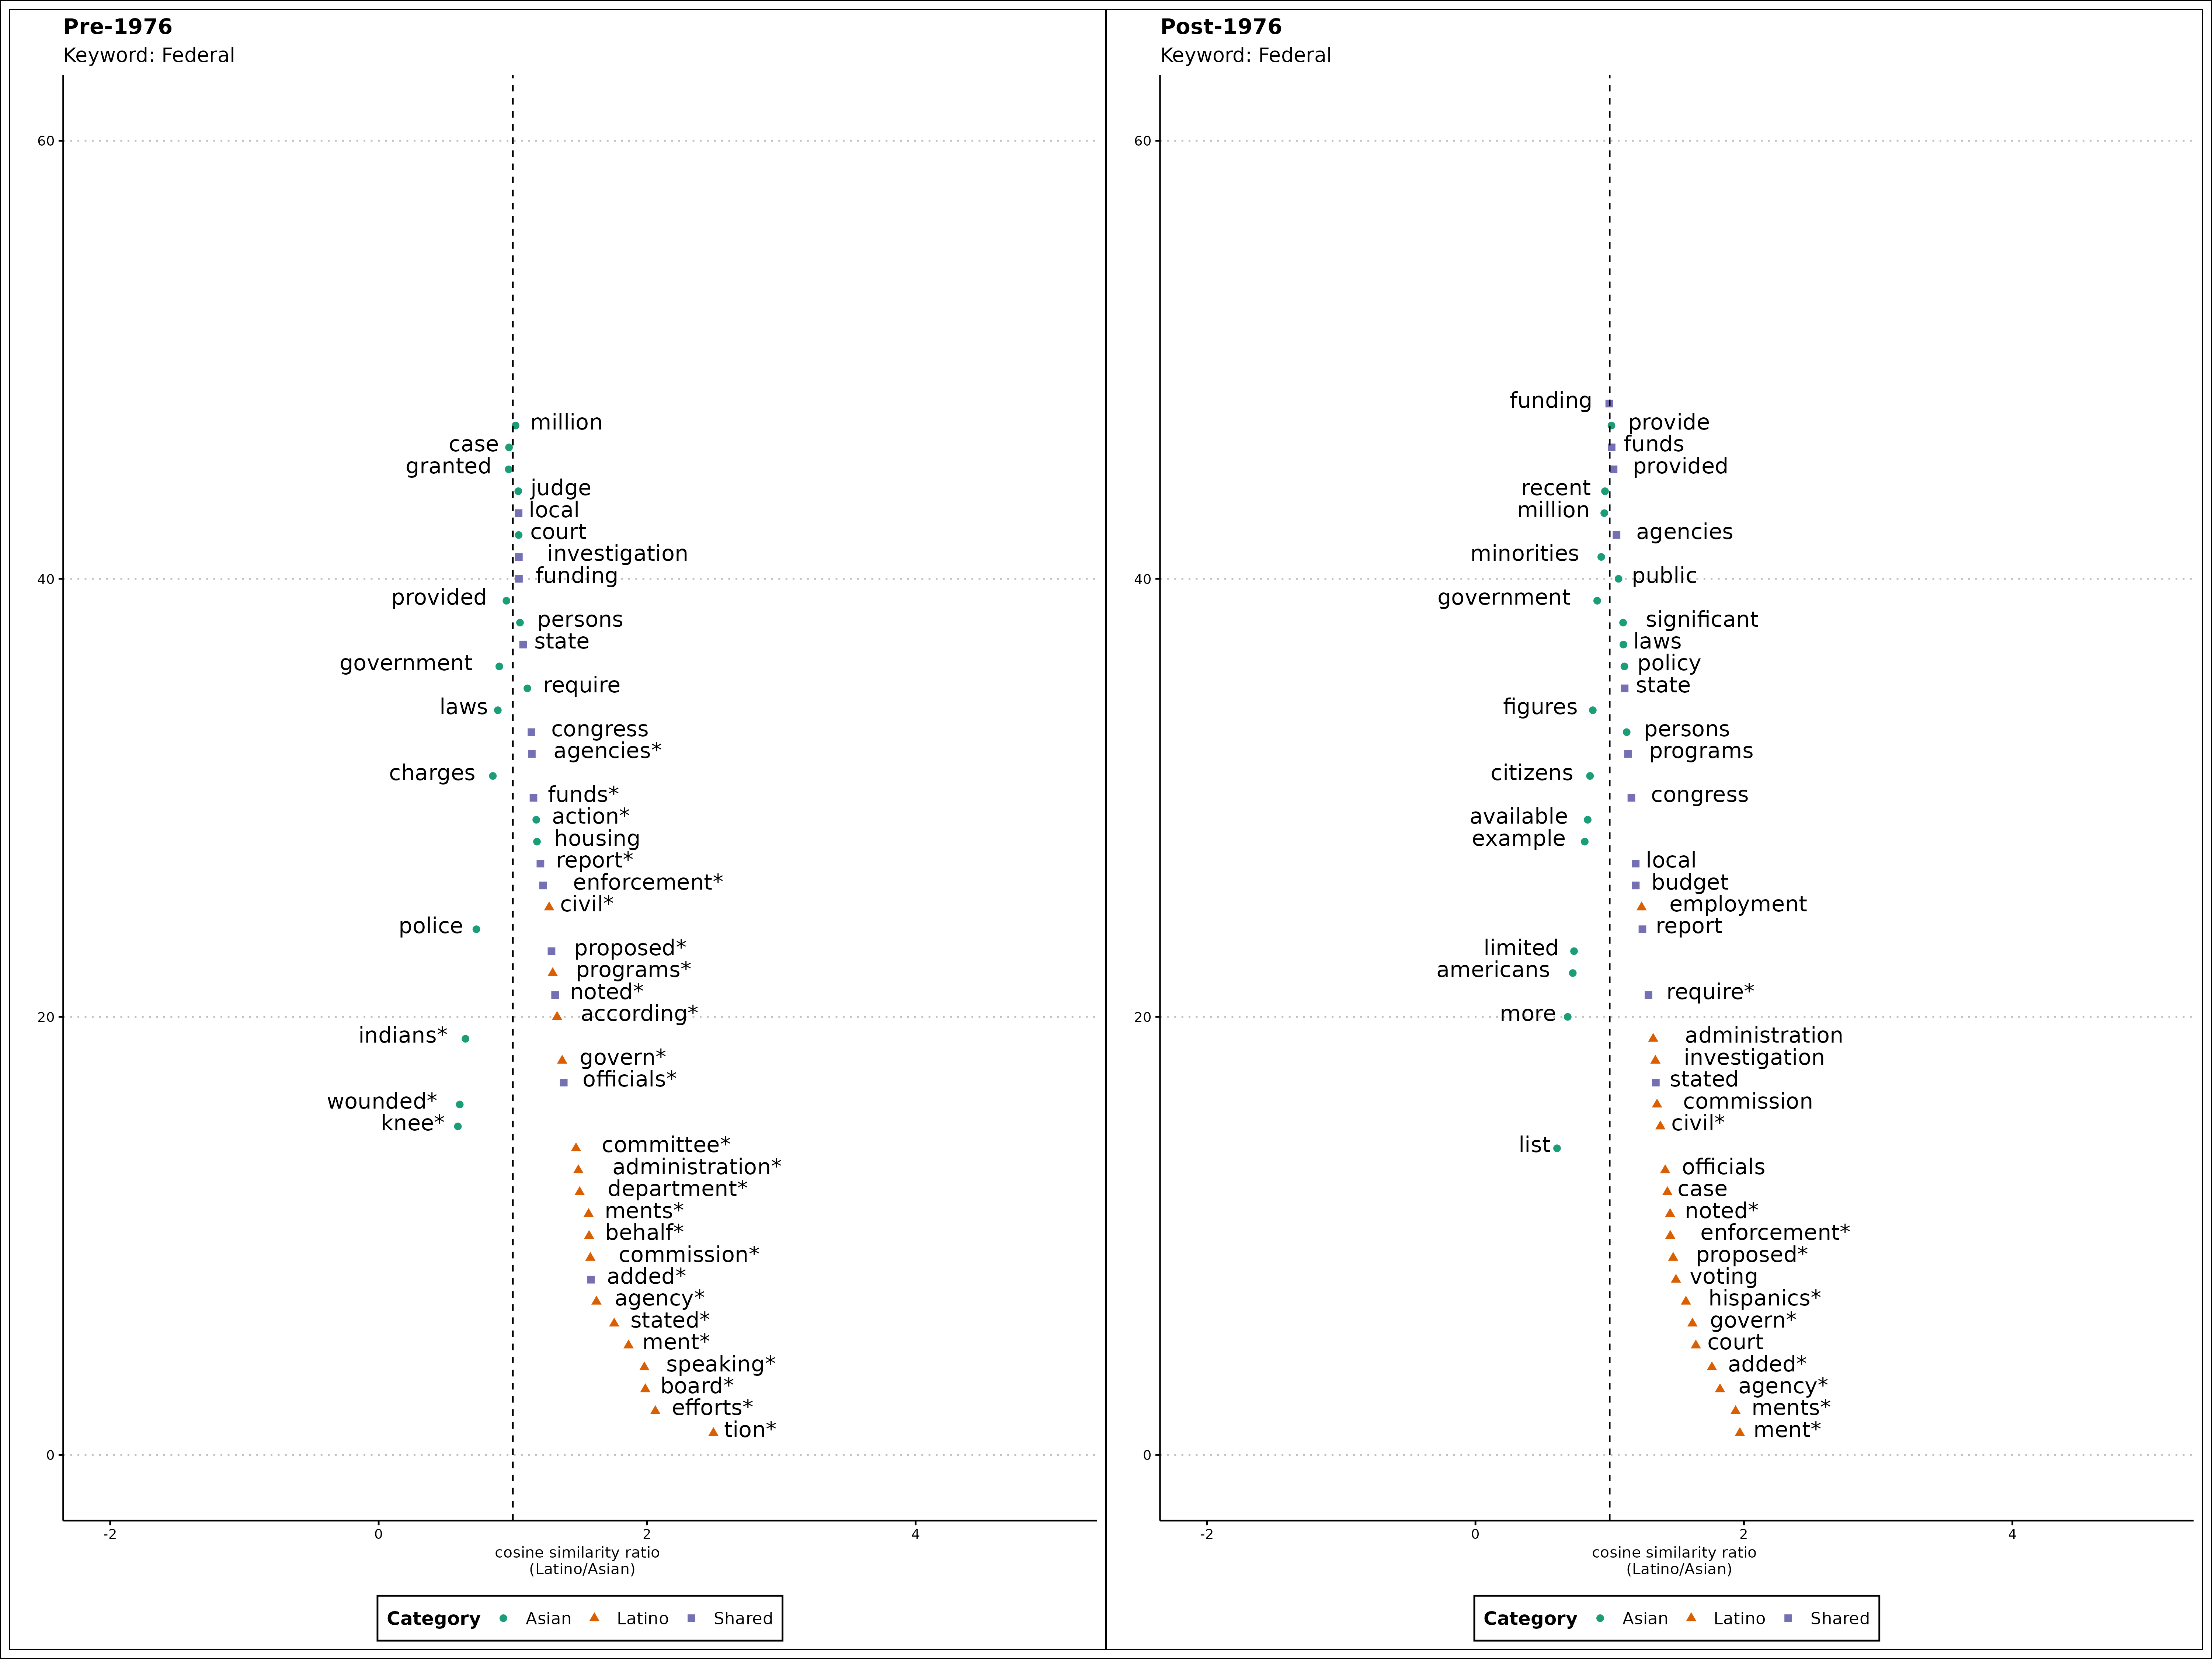 Pre-1976
Keyword: Federal
60
40
20
0
million
case
granted
judge
local
court
investigation
funding
provided
persons
state
government
require
laws
congress
agencies*
charges
funds*
action*
housing
report*
enforcement*
civil*
police
proposed*
programs*
noted*
according*
indians*
govern*
officials*
wounded*
knee*
committee*
administration*
department*
ments*
behalf*
commission*
added*
agency*
stated*
ment*
speaking*
board*
efforts*
tion*
-2 0 2 4
cosine similarity ratio
(Latino/Asian)
Category Asian Latino Shared
Post-1976
Keyword: Federal
60
40
20
0
funding
provide
funds
provided
recent
million
agencies
minorities
public
government
significant
laws
policy
state
figures
persons
programs
citizens
congress
available
example
local
budget
employment
report
limited
americans
require*
more
administration
investigation
stated
commission
civil*
list
officials
case
noted*
enforcement*
proposed*
voting
hispanics*
govern*
court
added*
agency*
ments*
ment*
-2 0 2 4
cosine similarity ratio
(Latino/Asian)
Category Asian Latino Shared